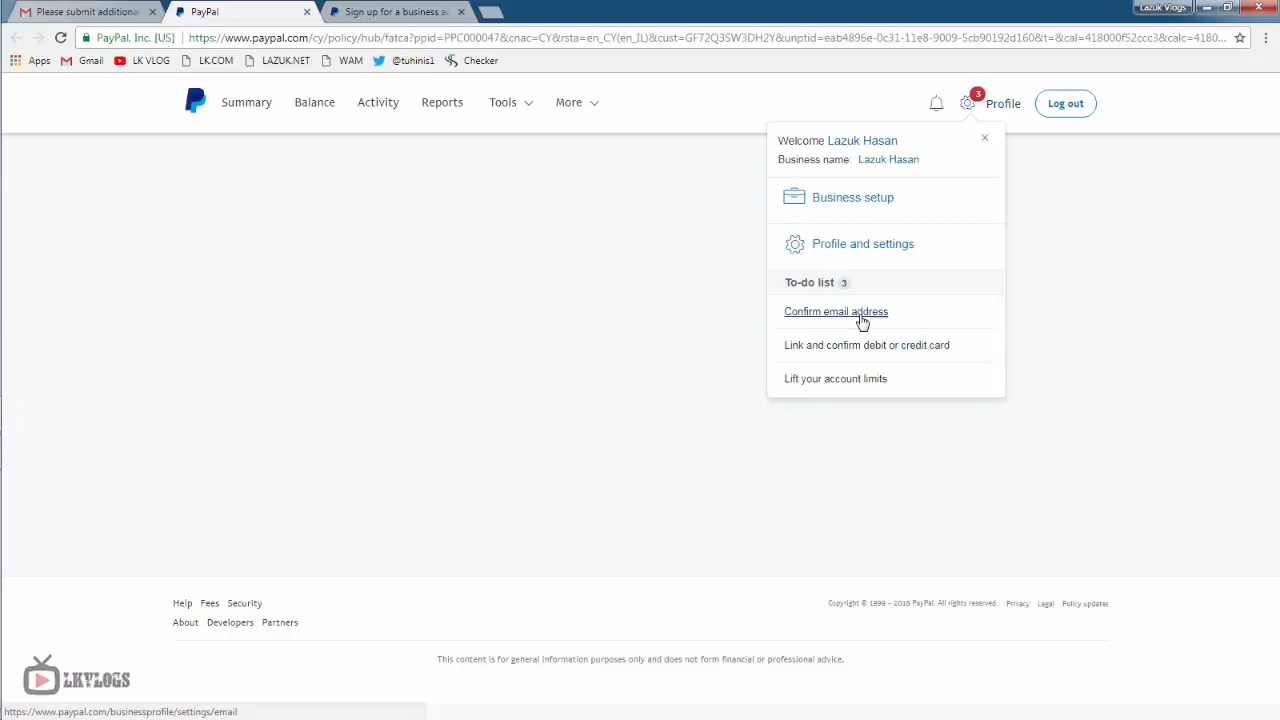 Please submit additiona
PayPal
Sign up for a business a
Lazuk Vlogs
PayPal, Inc. [US] https://www.paypal.com/cy/policy/hub/fatca?ppid=PPC000047&cnac=CY&rsta=en_CY(en_IL)&cust=GF72Q3SW3DH2Y&unptid=eab4896e-0c31-11e8-9009-5cb90192d160&t=&cal=418000f52ccc3&calc=4180...
Apps Gmail LK VLOG LK.COM LAZUK.NET WAM @tuhinis1 Checker
Summary Balance Activity Reports Tools More 3 Profile Log out
Welcome Lazuk Hasan
Business name: Lazuk Hasan
Business setup
Profile and settings
To-do list 3
Confirm email address
Link and confirm debit or credit card
Lift your account limits
Help Fees Security
Copyright © 1999 – 2018 PayPal. All rights reserved. Privacy Legal Policy updates
About Developers Partners
This content is for general information purposes only and does not form financial or professional advice.
LKVLOGS
https://www.paypal.com/businessprofile/settings/email